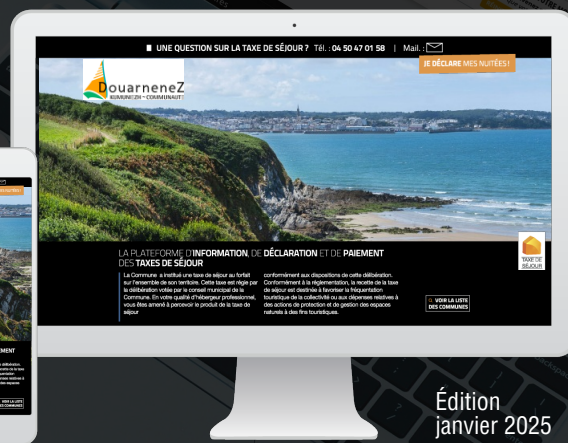 UNE QUESTION SUR LA TAXE DE SÉJOUR ? Tél. : 04 50 47 01 58 | Mail. :
JE DÉCLARE MES NUITÉES !
DouarneneZ
KUMUNIEZH ~ COMMUNAUTÉ
LA PLATEFORME D'INFORMATION, DE DÉCLARATION ET DE PAIEMENT
DES TAXES DE SÉJOUR
La Commune a institué une taxe de séjour au forfait
sur l'ensemble de son territoire. Cette taxe est régie par
la délibération votée par le conseil municipal de la
Commune. En votre qualité d'hébergeur professionnel,
vous êtes amené à percevoir le produit de la taxe de
séjour
conformément aux dispositions de cette délibération.
Conformément à la réglementation, la recette de la taxe
de séjour est destinée à favoriser la fréquentation
touristique de la collectivité ou aux dépenses relatives à
des actions de protection et de gestion des espaces
naturels à des fins touristiques.
TAXE DE
SÉJOUR
VOIR LA LISTE
DES COMMUNES
Édition
janvier 2025